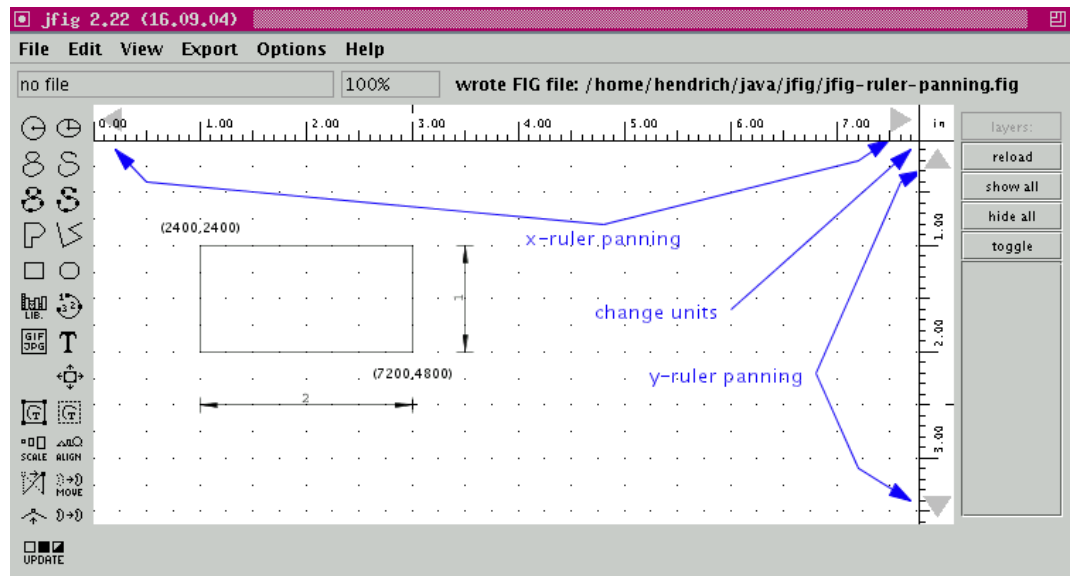 jfig 2.22 (16.09.04)
File Edit View Export Options Help
no file 100% wrote FIG file: /home/hendrich/java/jfig/jfig-ruler-panning.fig
0.00 1.00 2.00 3.00 4.00 5.00 6.00 7.00 in
layers:
reload
show all
hide all
toggle
1.00
2.00
3.00
(2400,2400)
x-ruler panning
1
change units
(7200,4800)
y-ruler panning
2
LIB.
1 2 3
GIF
JPG
T
SCALE ALIGN
MOVE
UPDATE